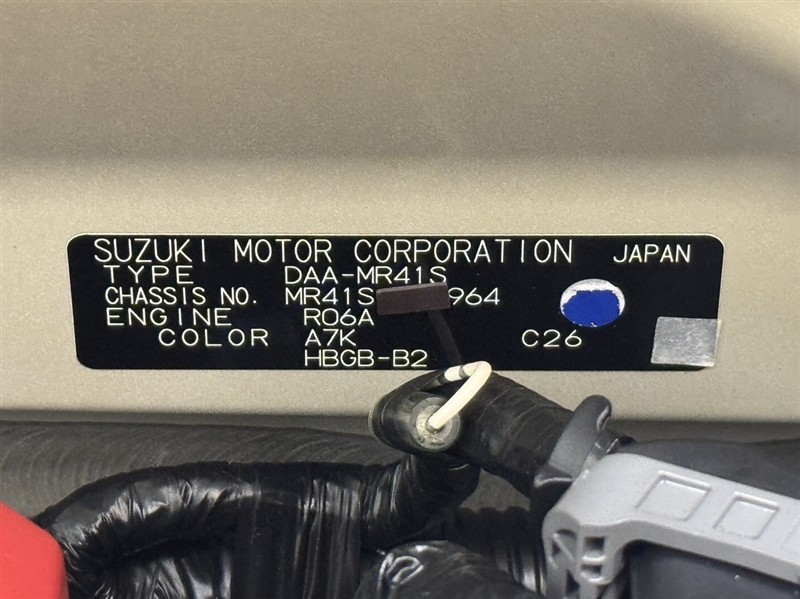 SUZUKI MOTOR CORPORATION JAPAN
TYPE DAA-MR41S
CHASSIS NO. MR41S 964
ENGINE R06A
COLOR A7K C26
HBGB-B2